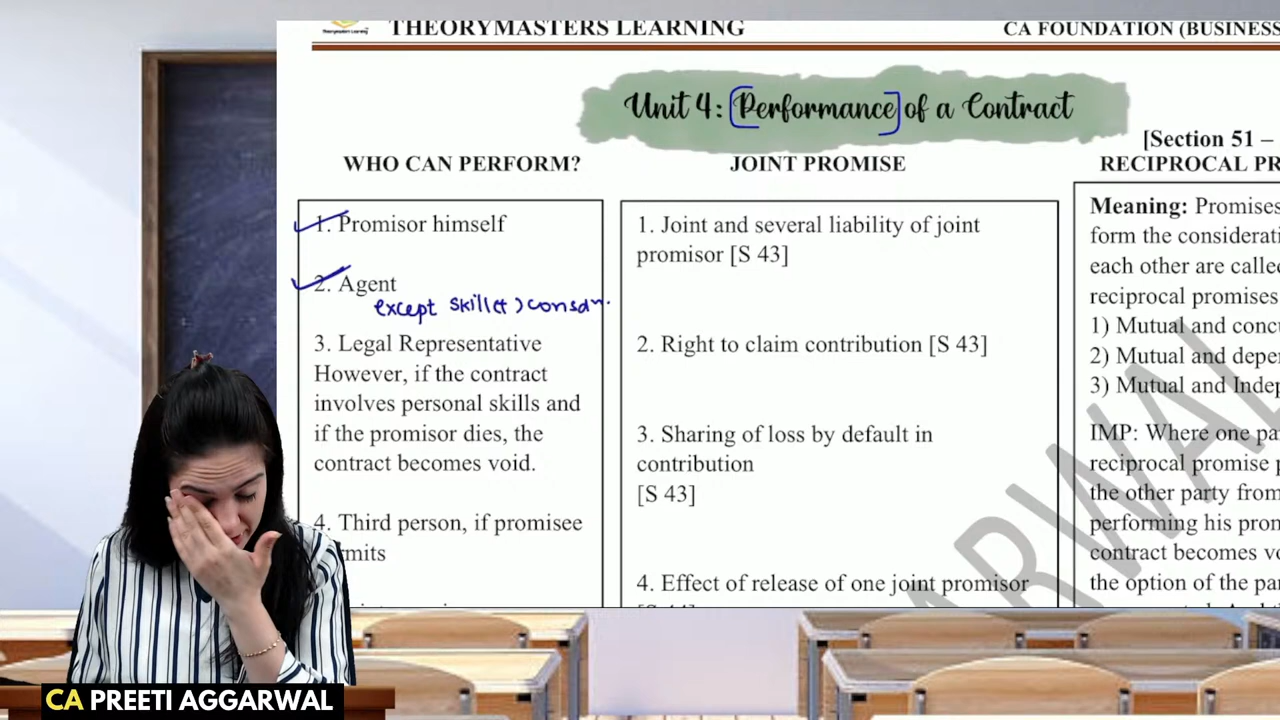 Theorymasters Learning
THEORYMASTERS LEARNING
CA FOUNDATION (BUSINESS
Unit 4: [Performance] of a Contract
[Section 51 –
WHO CAN PERFORM?
1. Promisor himself
2. Agent
except skill(t)
3. Legal Representative
However, if the contract
involves personal skills and
if the promisor dies, the
contract becomes void.
4. Third person, if promisee
JOINT PROMISE
1. Joint and several liability of joint
promisor [S 43]
2. Right to claim contribution [S 43]
3. Sharing of loss by default in
contribution
[S 43]
4. Effect of release of one joint promisor
RECIPROCAL PR
Meaning: Promises
form the considerati
each other are calle
reciprocal promises
1) Mutual and concu
2) Mutual and deper
3) Mutual and Indep
IMP: Where one pa
reciprocal promise p
the other party from
performing his pron
contract becomes vo
the option of the pa
ARWAL
CA PREETI AGGARWAL